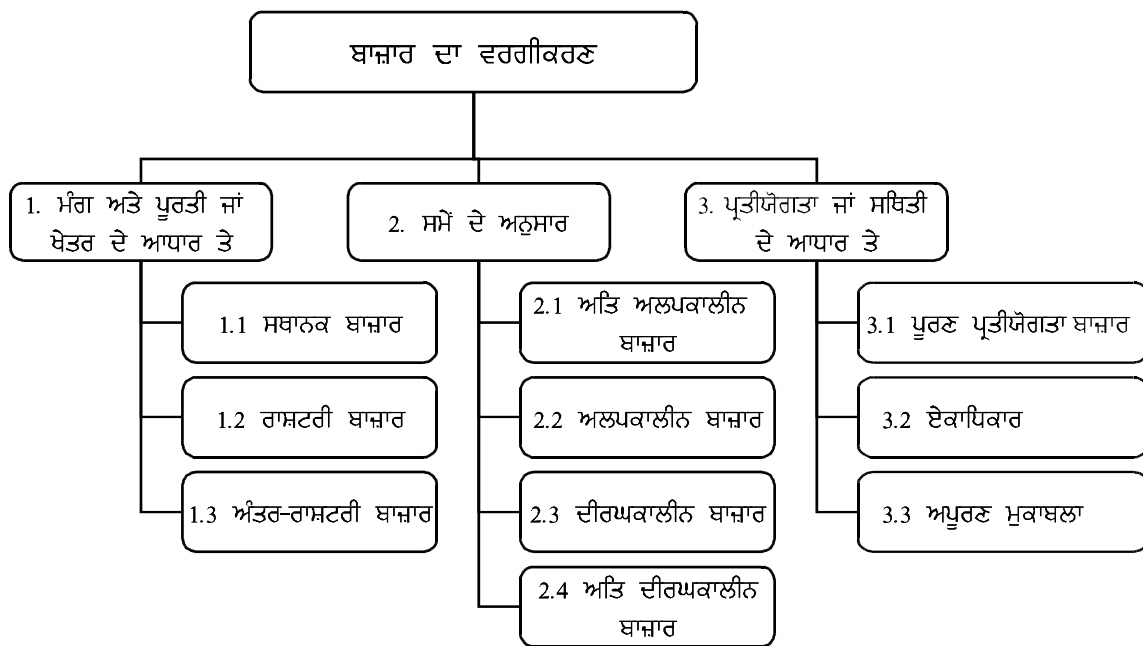 ਬਾਜ਼ਾਰ ਦਾ ਵਰਗੀਕਰਣ
1. ਮੰਗ ਅਤੇ ਪੂਰਤੀ ਜਾਂ
ਖੇਤਰ ਦੇ ਆਧਾਰ ਤੇ
1.1 ਸਥਾਨਕ ਬਾਜ਼ਾਰ
1.2 ਰਾਸ਼ਟਰੀ ਬਾਜ਼ਾਰ
1.3 ਅੰਤਰ-ਰਾਸ਼ਟਰੀ ਬਾਜ਼ਾਰ
2. ਸਮੇਂ ਦੇ ਅਨੁਸਾਰ
2.1 ਅਤਿ ਅਲਪਕਾਲੀਨ
ਬਾਜ਼ਾਰ
2.2 ਅਲਪਕਾਲੀਨ ਬਾਜ਼ਾਰ
2.3 ਦੀਰਘਕਾਲੀਨ ਬਾਜ਼ਾਰ
2.4 ਅਤਿ ਦੀਰਘਕਾਲੀਨ
ਬਾਜ਼ਾਰ
3. ਪ੍ਰਤੀਯੋਗਤਾ ਜਾਂ ਸਥਿਤੀ
ਦੇ ਆਧਾਰ ਤੇ
3.1 ਪੂਰਣ ਪ੍ਰਤੀਯੋਗਤਾ ਬਾਜ਼ਾਰ
3.2 ਏਕਾਧਿਕਾਰ
3.3 ਅਪੂਰਣ ਮੁਕਾਬਲਾ